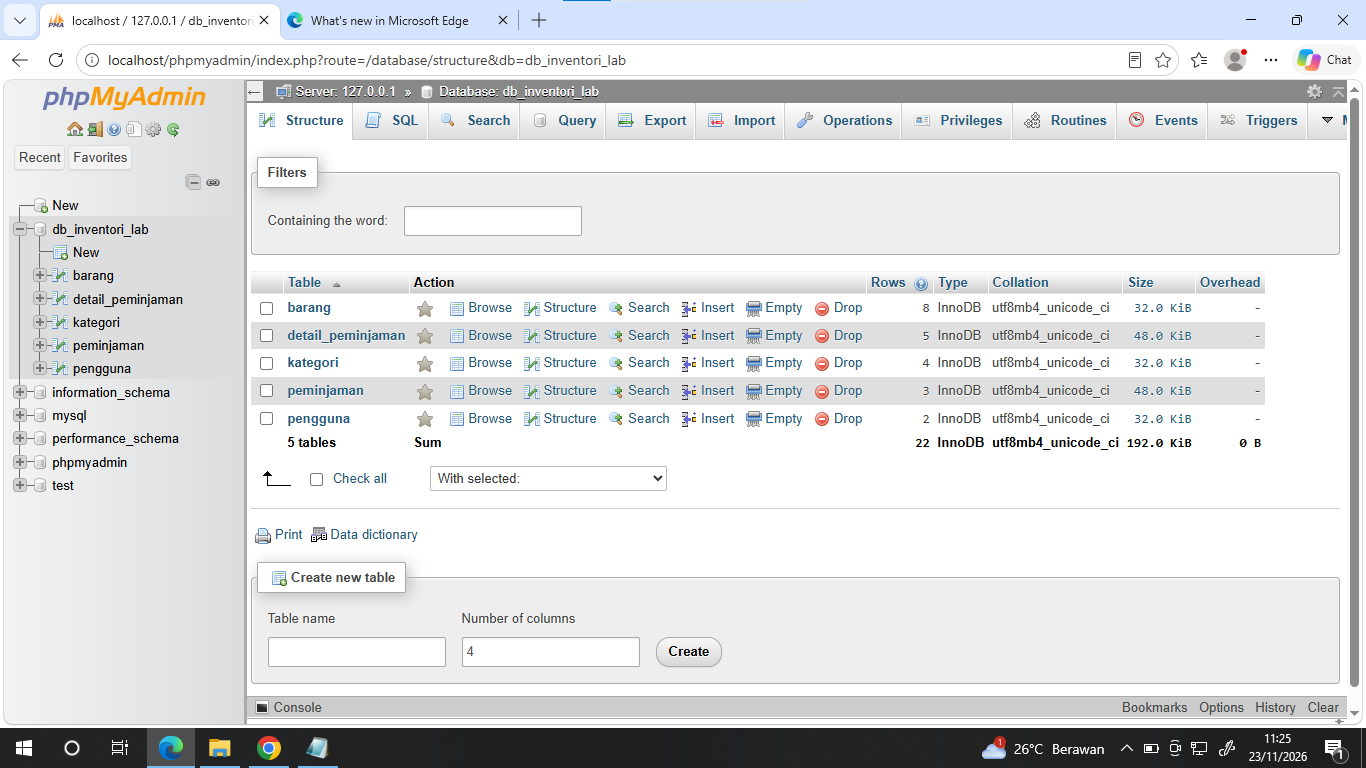 localhost / 127.0.0.1 / db_inventori
What's new in Microsoft Edge
localhost/phpmyadmin/index.php?route=/database/structure&db=db_inventori_lab
Chat
phpMyAdmin
Recent Favorites
New
db_inventori_lab
New
barang
detail_peminjaman
kategori
peminjaman
pengguna
information_schema
mysql
performance_schema
phpmyadmin
test
Server: 127.0.0.1 » Database: db_inventori_lab
Structure SQL Search Query Export Import Operations Privileges Routines Events Triggers
Filters
Containing the word:
Table Action Rows Type Collation Size Overhead
barang Browse Structure Search Insert Empty Drop 8 InnoDB utf8mb4_unicode_ci 32.0 KiB -
detail_peminjaman Browse Structure Search Insert Empty Drop 5 InnoDB utf8mb4_unicode_ci 48.0 KiB -
kategori Browse Structure Search Insert Empty Drop 4 InnoDB utf8mb4_unicode_ci 32.0 KiB -
peminjaman Browse Structure Search Insert Empty Drop 3 InnoDB utf8mb4_unicode_ci 48.0 KiB -
pengguna Browse Structure Search Insert Empty Drop 2 InnoDB utf8mb4_unicode_ci 32.0 KiB -
5 tables Sum 22 InnoDB utf8mb4_unicode_ci 192.0 KiB 0 B
Check all With selected:
Print Data dictionary
Create new table
Table name Number of columns
4 Create
Console Bookmarks Options History Clear
1 26°C Berawan 11:25
23/11/2026 1